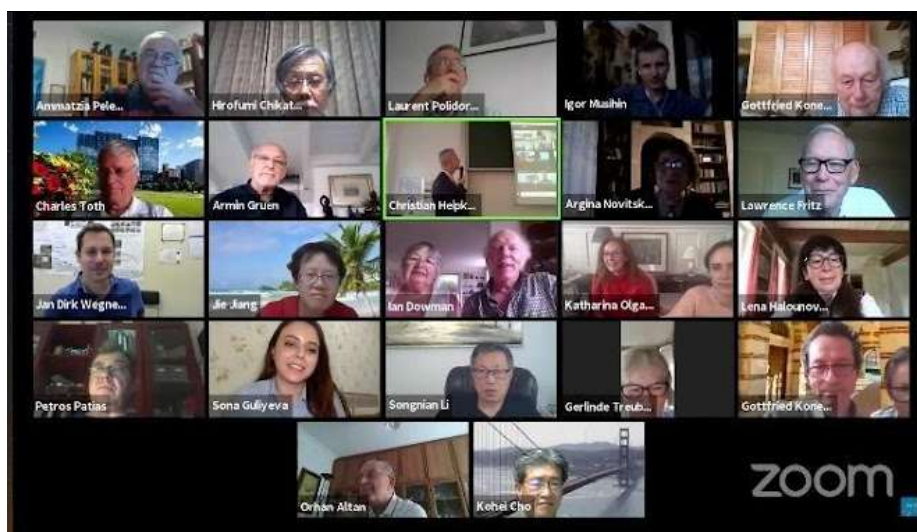 Ammatzia Pele...
Hirofumi Chikat...
Laurent Polidor...
Igor Musihin
Gottfried Kone...
Charles Toth
Armin Gruen
Christian Heipk...
Argina Novitsk...
Lawrence Fritz
Jan Dirk Wegne...
Jie Jiang
Ian Dowman
Katharina Olga...
Lena Halounov...
Petros Patias
Sona Guliyeva
Songnian Li
Gerlinde Treub...
Gottfried Kone...
Orhan Altan
Kohei Cho
zoom